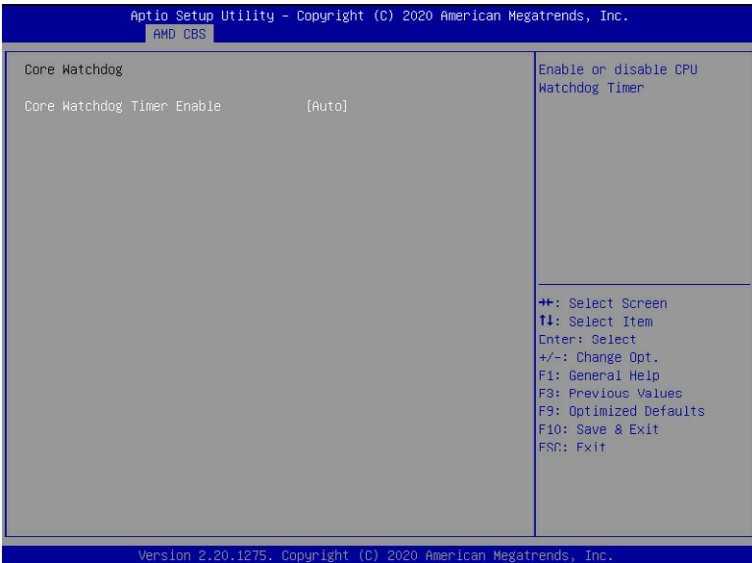 Aptio Setup Utility – Copyright (C) 2020 American Megatrends, Inc.
AMD CBS
Core Watchdog
Core Watchdog Timer Enable [Auto]
Enable or disable CPU
Watchdog Timer
→←: Select Screen
↑↓: Select Item
Enter: Select
+/-: Change Opt.
F1: General Help
F3: Previous Values
F9: Optimized Defaults
F10: Save & Exit
ESC: Exit
Version 2.20.1275. Copyright (C) 2020 American Megatrends, Inc.